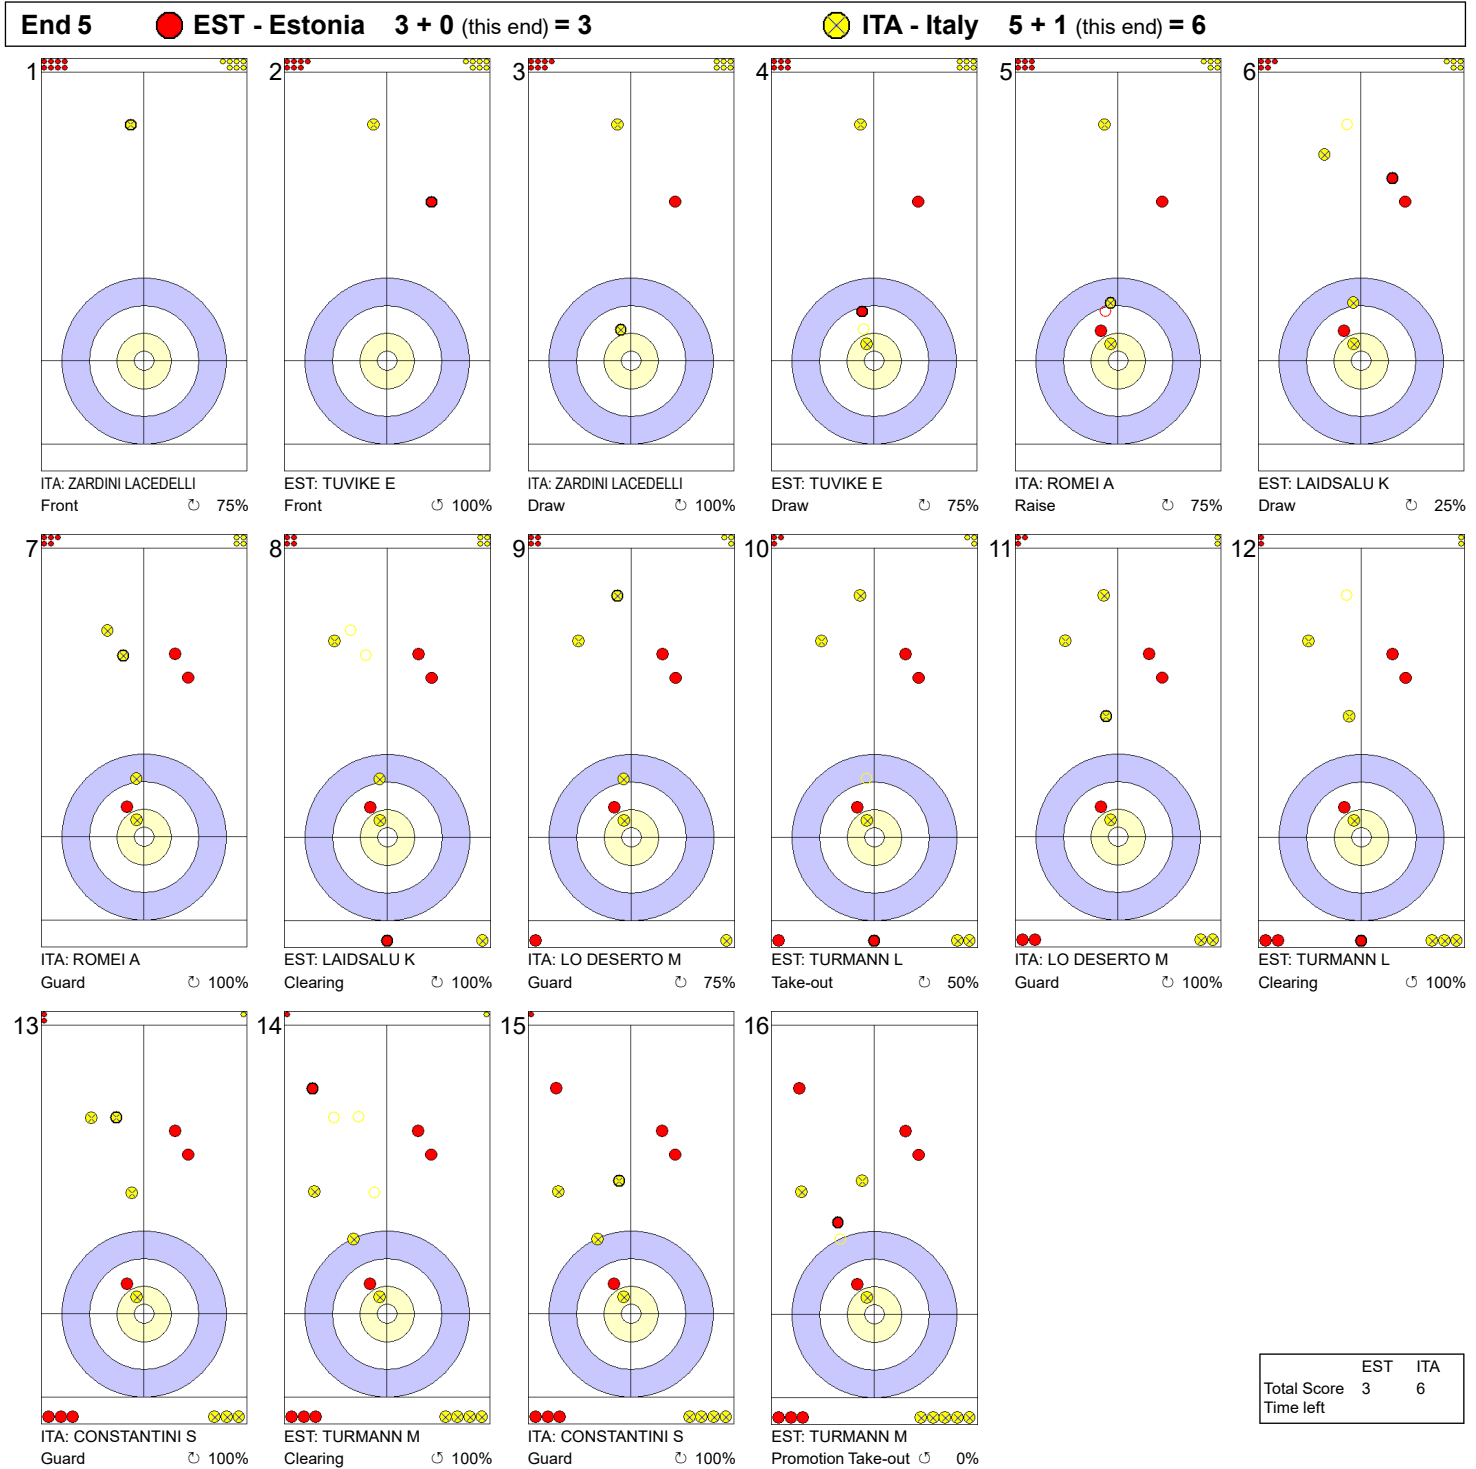 End 5 EST - Estonia 3 + 0 (this end) = 3 ITA - Italy 5 + 1 (this end) = 6
1 2 3 4 5 6
ITA: ZARDINI LACEDELLI EST: TUVIKE E ITA: ZARDINI LACEDELLI EST: TUVIKE E ITA: ROMEI A EST: LAIDSALU K
Front ↻ 75% Front ↺ 100% Draw ↻ 100% Draw ↻ 75% Raise ↻ 75% Draw ↻ 25%
7 8 9 10 11 12
ITA: ROMEI A EST: LAIDSALU K ITA: LO DESERTO M EST: TURMANN L ITA: LO DESERTO M EST: TURMANN L
Guard ↻ 100% Clearing ↻ 100% Guard ↻ 75% Take-out ↻ 50% Guard ↻ 100% Clearing ↻ 100%
13 14 15 16
EST ITA
Total Score 3 6
Time left
ITA: CONSTANTINI S EST: TURMANN M ITA: CONSTANTINI S EST: TURMANN M
Guard ↻ 100% Clearing ↻ 100% Guard ↻ 100% Promotion Take-out ↺ 0%